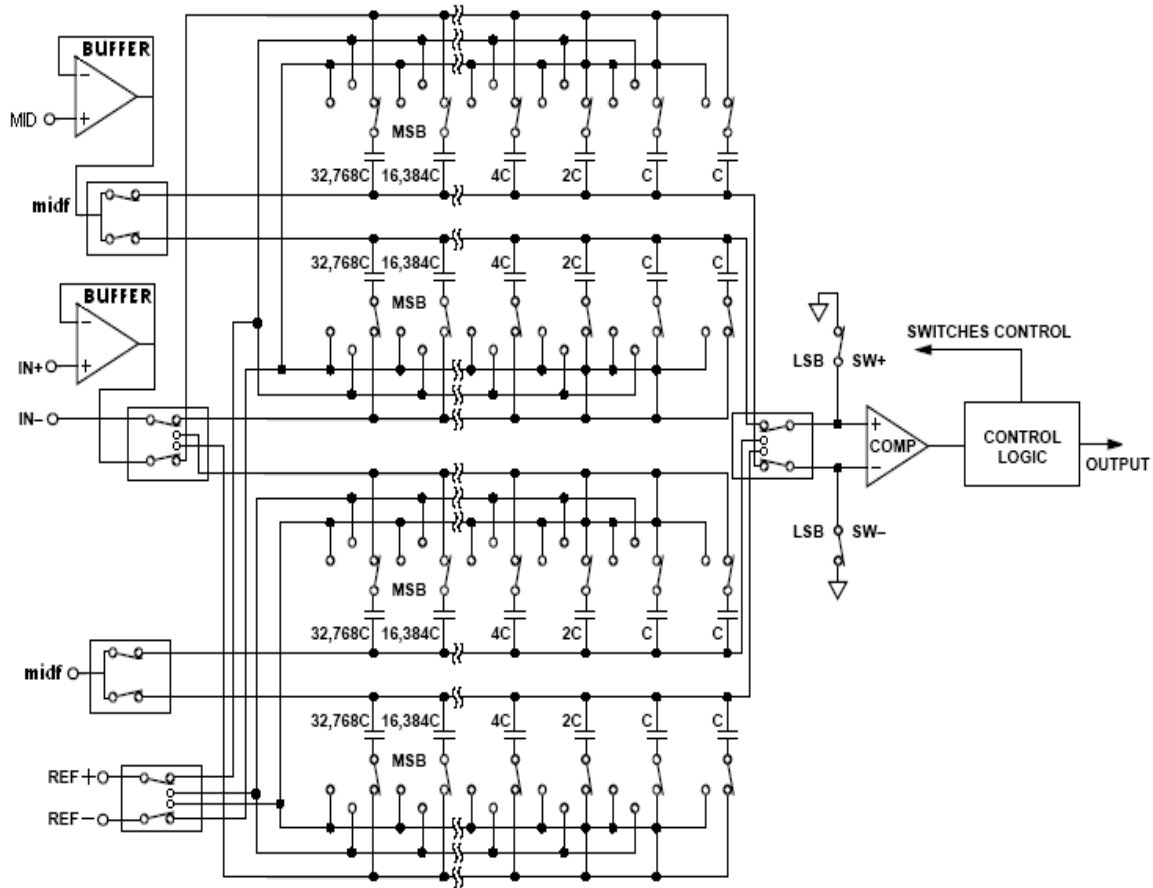 BUFFER
MID
MSB
32,768C 16,384C 4C 2C C C
midf
32,768C 16,384C 4C 2C C C
BUFFER
MSB
IN+
IN–
SWITCHES CONTROL
LSB SW+
COMP
CONTROL LOGIC
OUTPUT
LSB SW–
MSB
32,768C 16,384C 4C 2C C C
midf
32,768C 16,384C 4C 2C C C
MSB
REF+
REF–